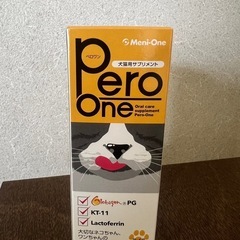 Meni-One
犬猫用サプリメント
ペロワン
Pero
One
Oral care
supplement
Pero-One
Globigen PG
KT-11
Lactoferrin
大切なネコちゃん、
ワンちゃんの